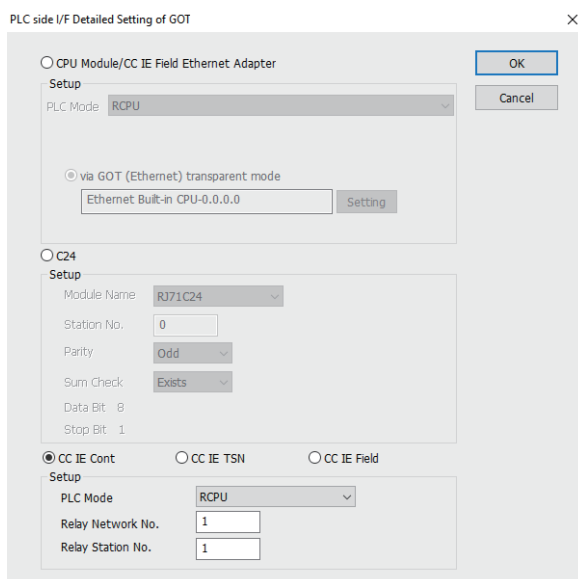 PLC side I/F Detailed Setting of GOT
CPU Module/CC IE Field Ethernet Adapter
OK
Setup
Cancel
PLC Mode RCPU
via GOT (Ethernet) transparent mode
Ethernet Built-in CPU-0.0.0.0 Setting
C24
Setup
Module Name RJ71C24
Station No. 0
Parity Odd
Sum Check Exists
Data Bit 8
Stop Bit 1
CC IE Cont CC IE TSN CC IE Field
Setup
PLC Mode RCPU
Relay Network No. 1
Relay Station No. 1